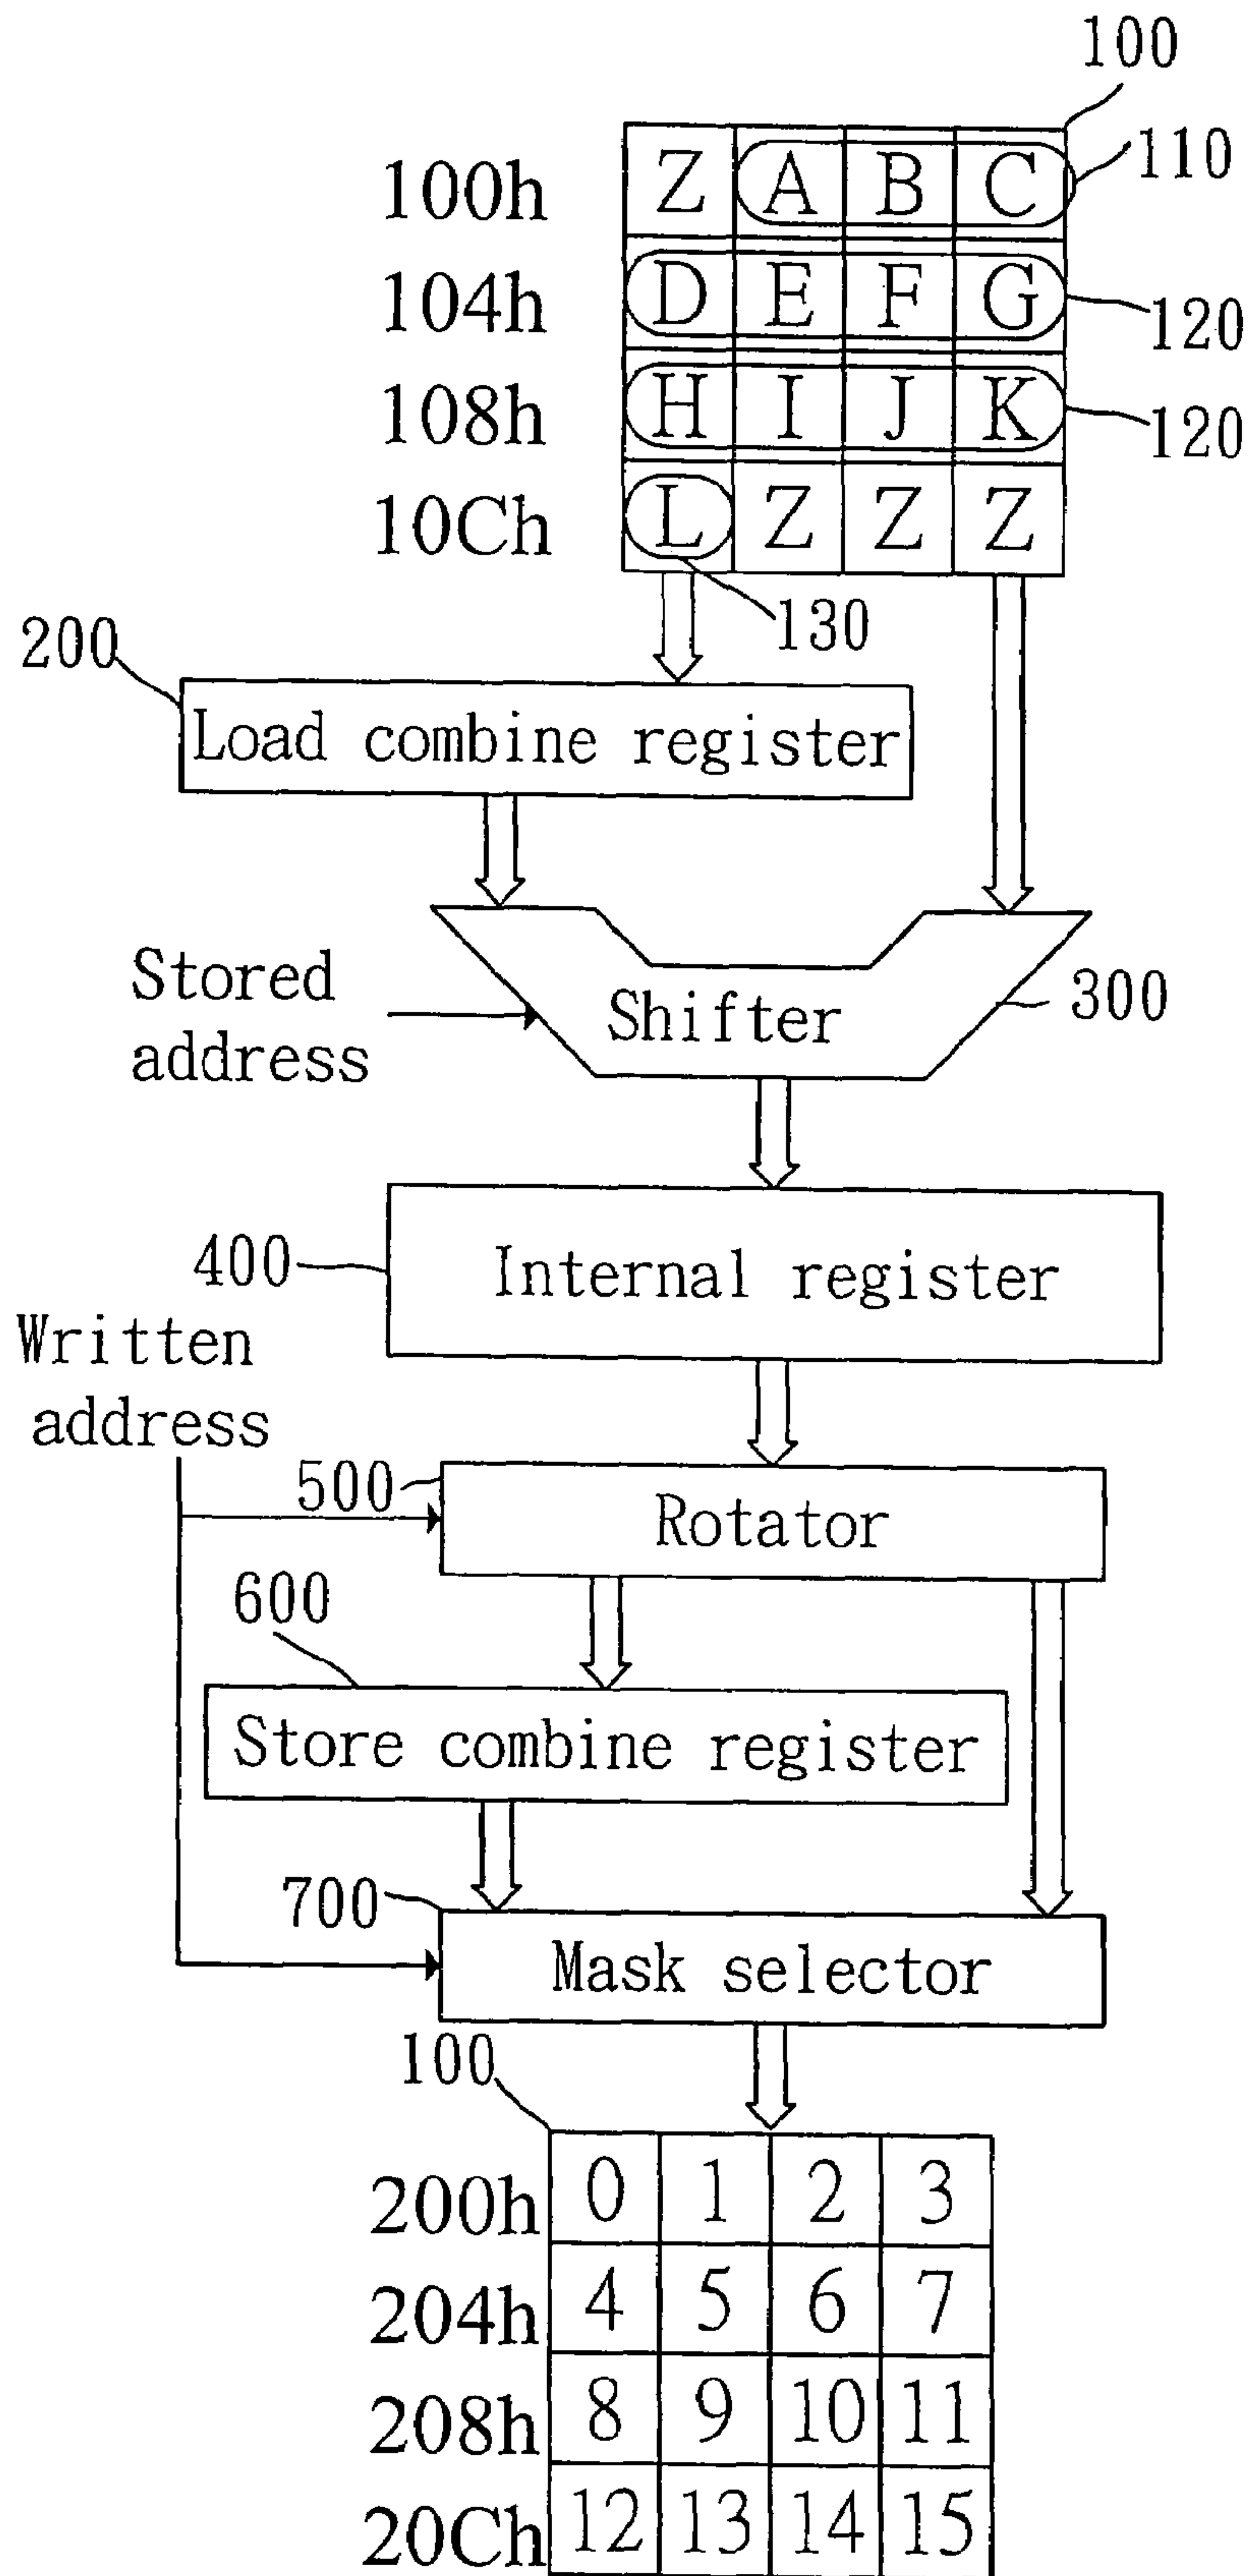 100
100h Z A B C 110
104h D E F G 120
108h H I J K 120
10Ch L Z Z Z
130
200
Load combine register
Stored
address
Shifter
300
400
Internal register
Written
address
500
Rotator
600
Store combine register
700
Mask selector
100
200h 0 1 2 3
204h 4 5 6 7
208h 8 9 10 11
20Ch 12 13 14 15